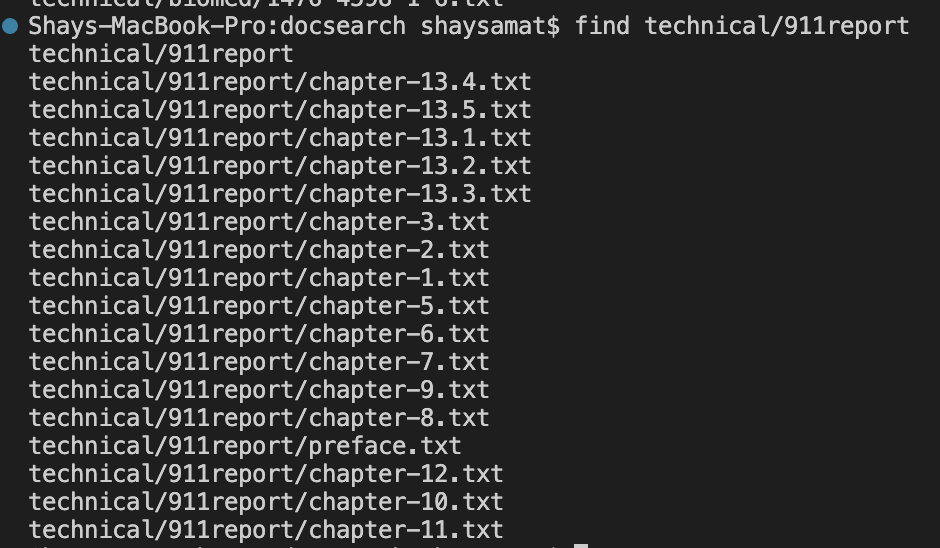 technical/biomed/1476-4598-1-6.txt
Shays-MacBook-Pro:docsearch shaysamat$ find technical/911report
technical/911report
technical/911report/chapter-13.4.txt
technical/911report/chapter-13.5.txt
technical/911report/chapter-13.1.txt
technical/911report/chapter-13.2.txt
technical/911report/chapter-13.3.txt
technical/911report/chapter-3.txt
technical/911report/chapter-2.txt
technical/911report/chapter-1.txt
technical/911report/chapter-5.txt
technical/911report/chapter-6.txt
technical/911report/chapter-7.txt
technical/911report/chapter-9.txt
technical/911report/chapter-8.txt
technical/911report/preface.txt
technical/911report/chapter-12.txt
technical/911report/chapter-10.txt
technical/911report/chapter-11.txt